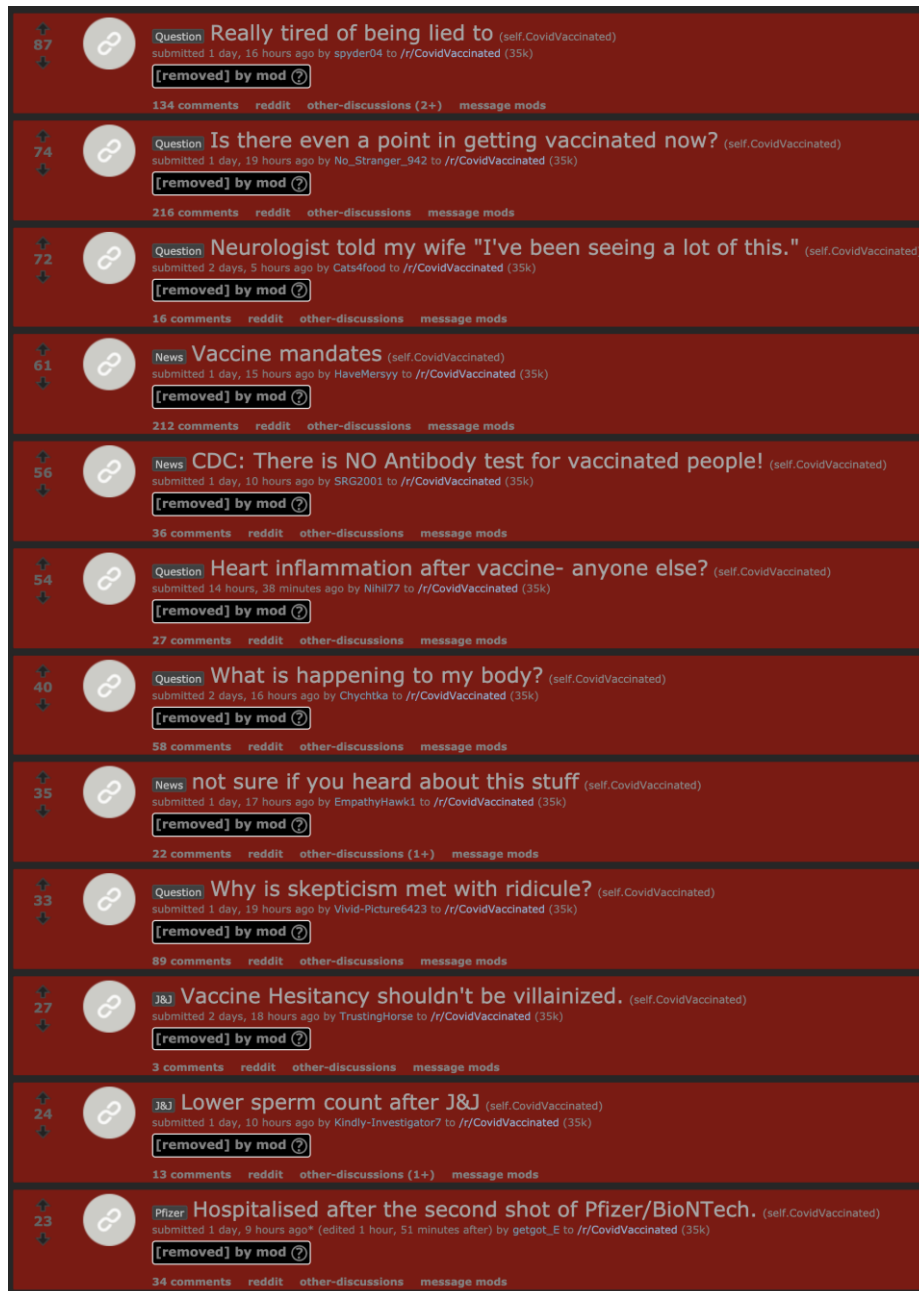 87
Question Really tired of being lied to (self.CovidVaccinated)
submitted 1 day, 16 hours ago by spyder04 to /r/CovidVaccinated (35k)
[removed] by mod ?
134 comments reddit other-discussions (2+) message mods
74
Question Is there even a point in getting vaccinated now? (self.CovidVaccinated)
submitted 1 day, 19 hours ago by No_Stranger_942 to /r/CovidVaccinated (35k)
[removed] by mod ?
216 comments reddit other-discussions message mods
72
Question Neurologist told my wife "I've been seeing a lot of this." (self.CovidVaccinated)
submitted 2 days, 5 hours ago by Cats4food to /r/CovidVaccinated (35k)
[removed] by mod ?
16 comments reddit other-discussions message mods
61
News Vaccine mandates (self.CovidVaccinated)
submitted 1 day, 15 hours ago by HaveMersyy to /r/CovidVaccinated (35k)
[removed] by mod ?
212 comments reddit other-discussions message mods
56
News CDC: There is NO Antibody test for vaccinated people! (self.CovidVaccinated)
submitted 1 day, 10 hours ago by SRG2001 to /r/CovidVaccinated (35k)
[removed] by mod ?
36 comments reddit other-discussions message mods
54
Question Heart inflammation after vaccine- anyone else? (self.CovidVaccinated)
submitted 14 hours, 38 minutes ago by Nihil77 to /r/CovidVaccinated (35k)
[removed] by mod ?
27 comments reddit other-discussions message mods
40
Question What is happening to my body? (self.CovidVaccinated)
submitted 2 days, 16 hours ago by Chychtka to /r/CovidVaccinated (35k)
[removed] by mod ?
58 comments reddit other-discussions message mods
35
News not sure if you heard about this stuff (self.CovidVaccinated)
submitted 1 day, 17 hours ago by EmpathyHawk1 to /r/CovidVaccinated (35k)
[removed] by mod ?
22 comments reddit other-discussions (1+) message mods
33
Question Why is skepticism met with ridicule? (self.CovidVaccinated)
submitted 1 day, 19 hours ago by Vivid-Picture6423 to /r/CovidVaccinated (35k)
[removed] by mod ?
89 comments reddit other-discussions message mods
27
J&J Vaccine Hesitancy shouldn't be villainized. (self.CovidVaccinated)
submitted 2 days, 18 hours ago by TrustingHorse to /r/CovidVaccinated (35k)
[removed] by mod ?
3 comments reddit other-discussions message mods
24
J&J Lower sperm count after J&J (self.CovidVaccinated)
submitted 1 day, 10 hours ago by Kindly-Investigator7 to /r/CovidVaccinated (35k)
[removed] by mod ?
13 comments reddit other-discussions (1+) message mods
23
Pfizer Hospitalised after the second shot of Pfizer/BioNTech. (self.CovidVaccinated)
submitted 1 day, 9 hours ago* (edited 1 hour, 51 minutes after) by getgot_E to /r/CovidVaccinated (35k)
[removed] by mod ?
34 comments reddit other-discussions message mods